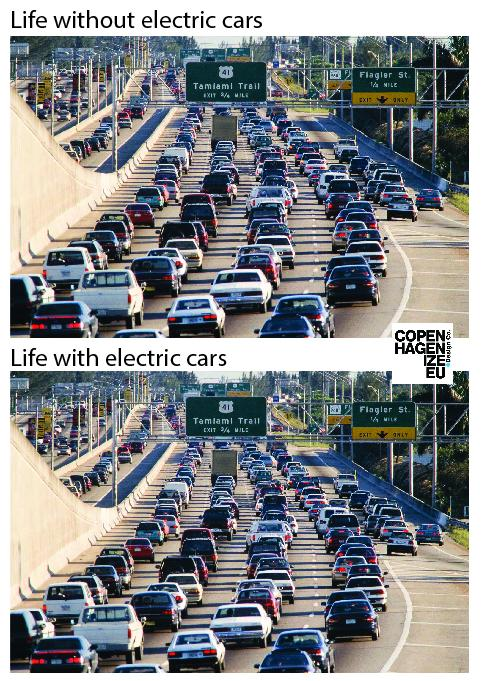 Life without electric cars
41
Tamiami Trail
EXIT 3/4 MILE
Flagler St.
1/4 MILE
EXIT ONLY
COPEN
HAGEN
IZE
EU
Design Co.
Life with electric cars
41
Tamiami Trail
EXIT 3/4 MILE
Flagler St.
1/4 MILE
EXIT ONLY